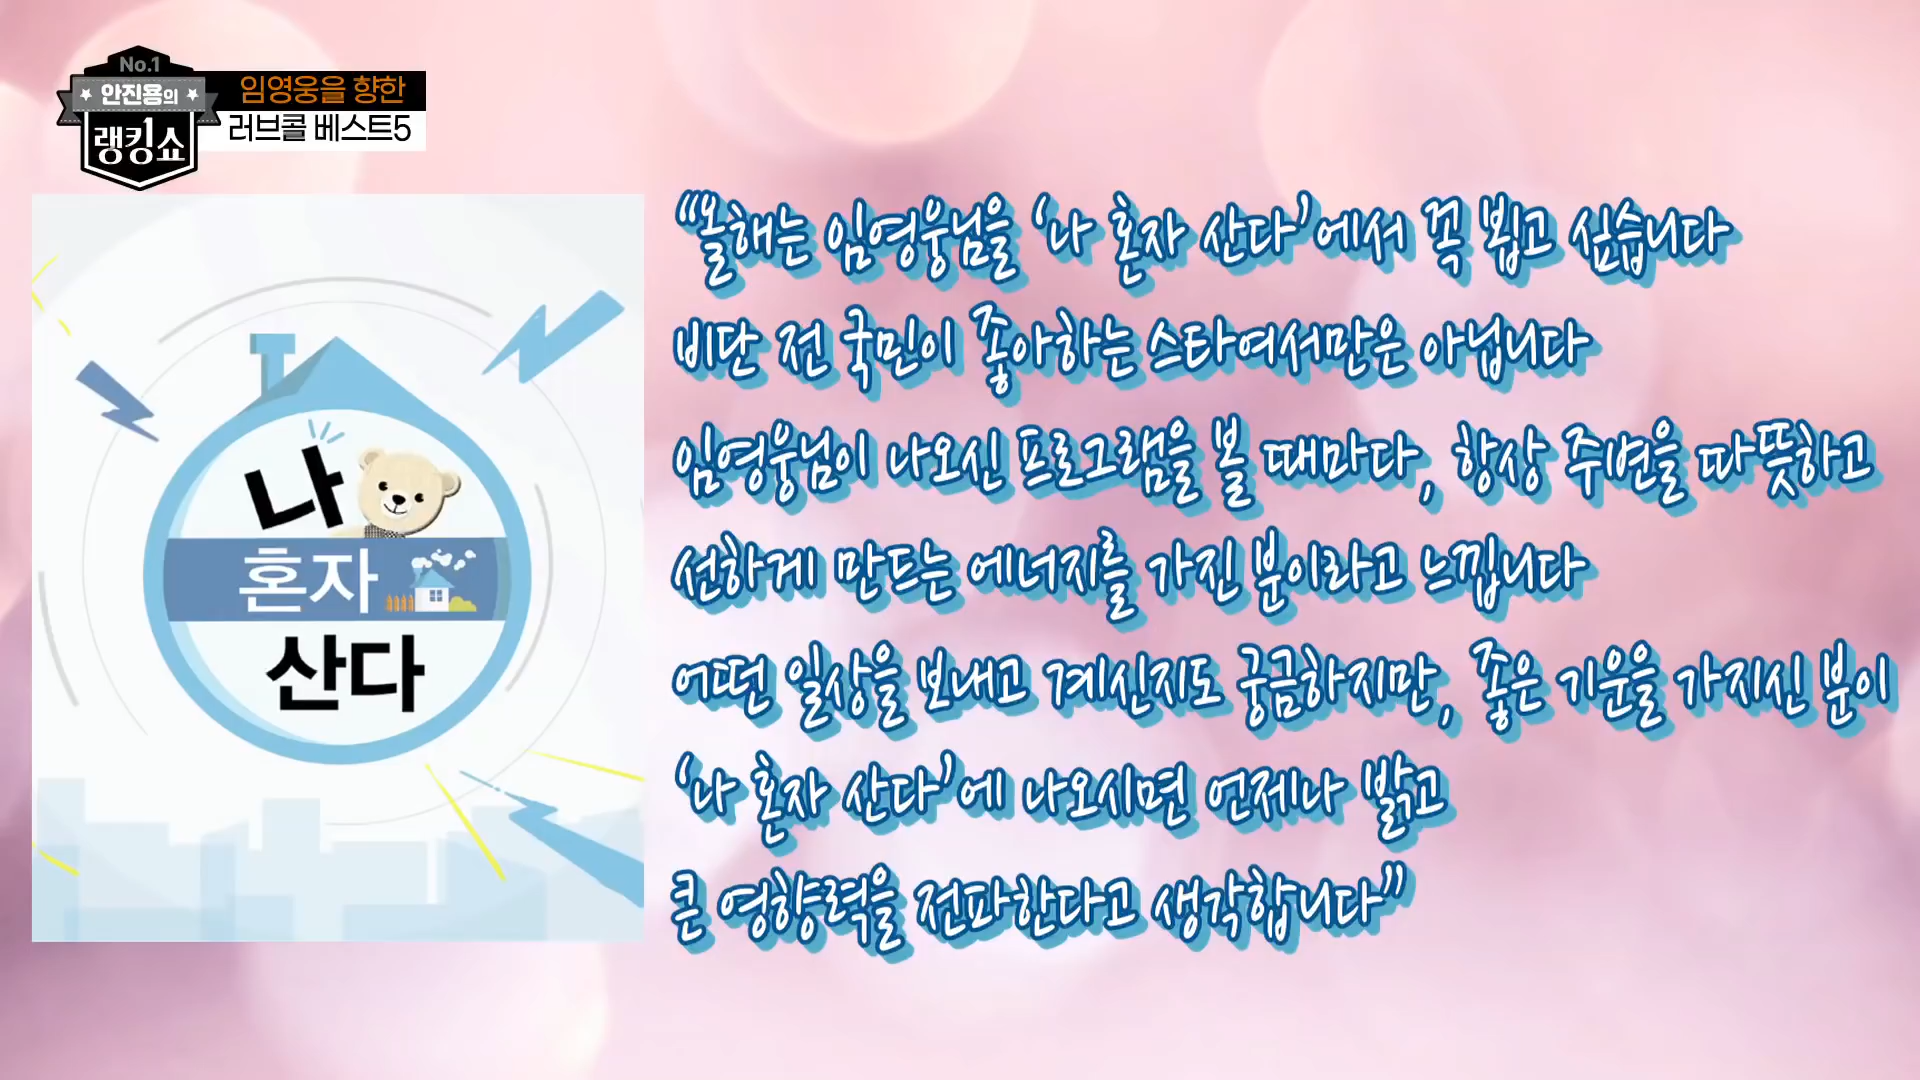 No.1
안진용의
랭킹쇼
임영웅을 향한
러브콜 베스트5
나
혼자
산다
“올해는 임영웅님을 ‘나 혼자 산다’에서 꼭 뵙고 싶습니다
비단 전 국민이 좋아하는 스타여서만은 아닙니다
임영웅님이 나오신 프로그램을 볼 때마다, 항상 주변을 따뜻하고
선하게 만드는 에너지를 가진 분이라고 느낍니다
어떤 일상을 보내고 계신지도 궁금하지만, 좋은 기운을 가지신 분이
‘나 혼자 산다’에 나오시면 언제나 밝고
큰 영향력을 전파한다고 생각합니다”